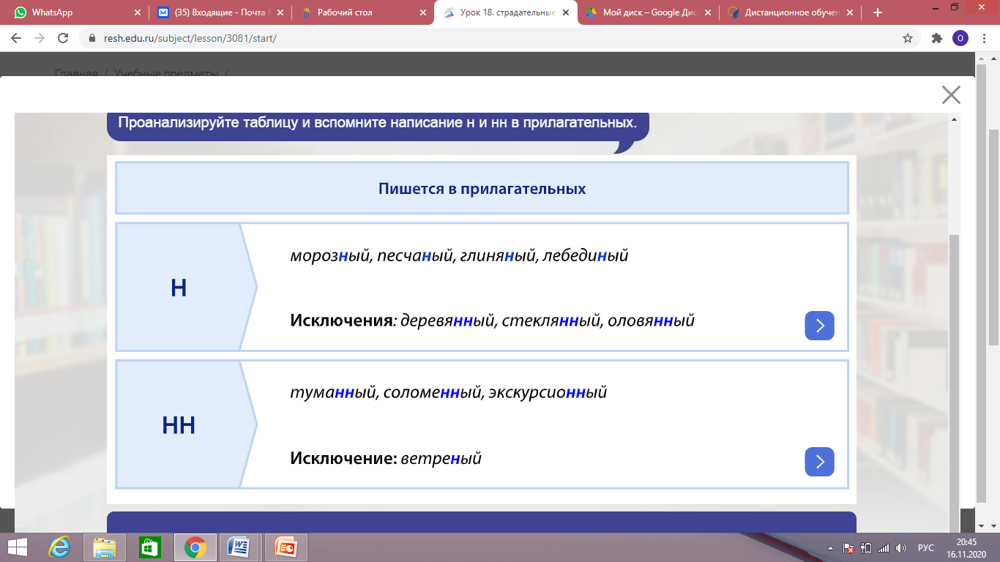 WhatsApp
(35) Входящие - Почта
Рабочий стол
Урок 18. страдательные
Мой диск – Google Дис
Дистанционное обучен
resh.edu.ru/subject/lesson/3081/start/
О
Главная / Учебные предметы /
Проанализируйте таблицу и вспомните написание н и нн в прилагательных.
Пишется в прилагательных
Н
морозный, песчаный, глиняный, лебединый
Исключения: деревянный, стеклянный, оловянный
НН
туманный, соломенный, экскурсионный
Исключение: ветреный
РУС
20:45
16.11.2020